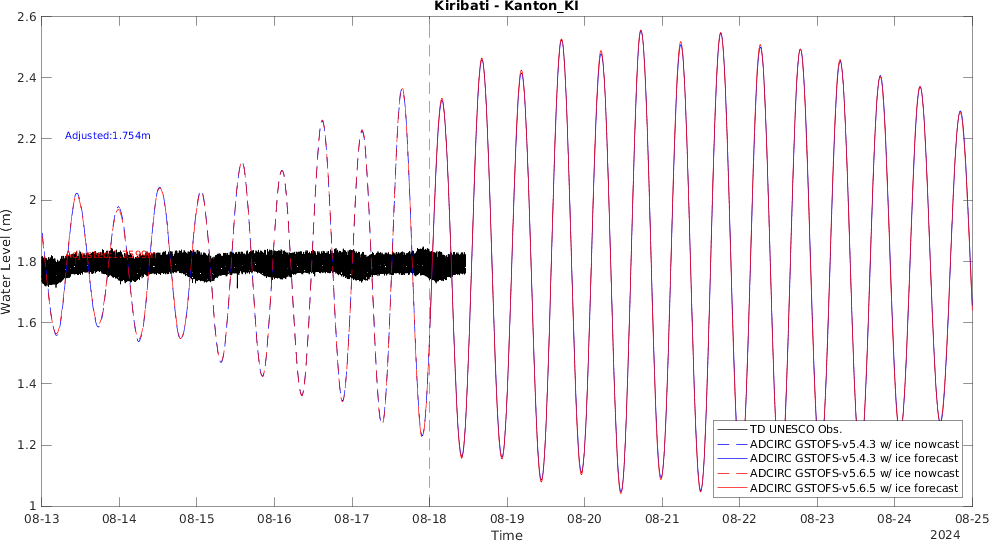 Kiribati - Kanton_KI
2.6
2.4
2.2
2
1.8
1.6
1.4
1.2
1
Water Level (m)
Adjusted:1.754m
TD UNESCO Obs.
ADCIRC GSTOFS-v5.4.3 w/ ice nowcast
ADCIRC GSTOFS-v5.4.3 w/ ice forecast
ADCIRC GSTOFS-v5.6.5 w/ ice nowcast
ADCIRC GSTOFS-v5.6.5 w/ ice forecast
08-13 08-14 08-15 08-16 08-17 08-18 08-19 08-20 08-21 08-22 08-23 08-24 08-25
Time
2024